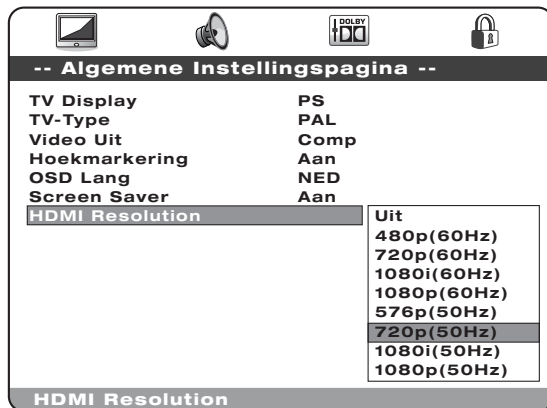 DOLBY
-- Algemene Instellingspagina --
TV Display PS
TV-Type PAL
Video Uit Comp
Hoekmarkering Aan
OSD Lang NED
Screen Saver Aan
HDMI Resolution Uit
480p(60Hz)
720p(60Hz)
1080i(60Hz)
1080p(60Hz)
576p(50Hz)
720p(50Hz)
1080i(50Hz)
1080p(50Hz)
HDMI Resolution